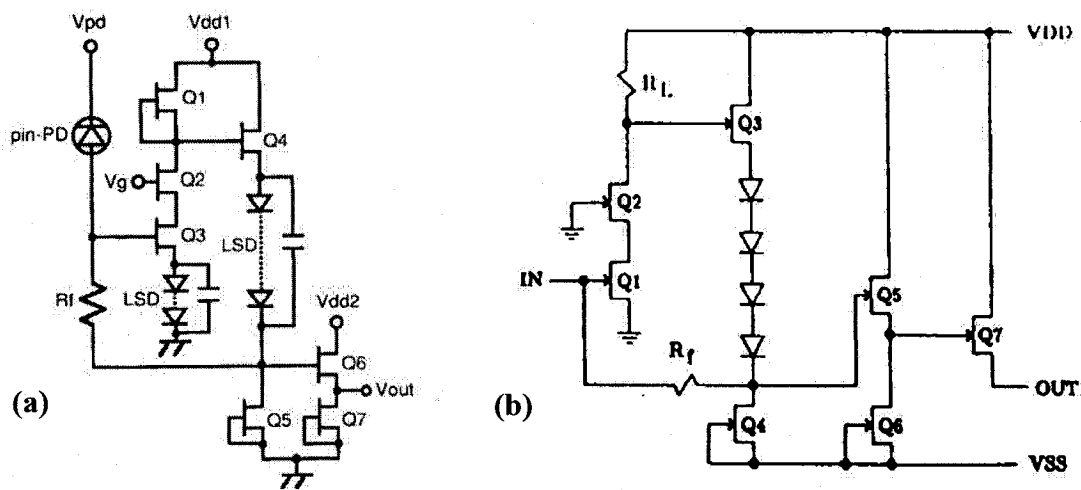 Vpd
Vdd1
Q1
pin-PD
Q4
Vg
Q2
Q3
LSD
Rf
LSD
Vdd2
Q6
Vout
Q5
Q7
(a)
VDD
RL
Q3
Q2
IN
Q1
Q5
Rf
Q7
OUT
Q4
Q6
VSS
(b)